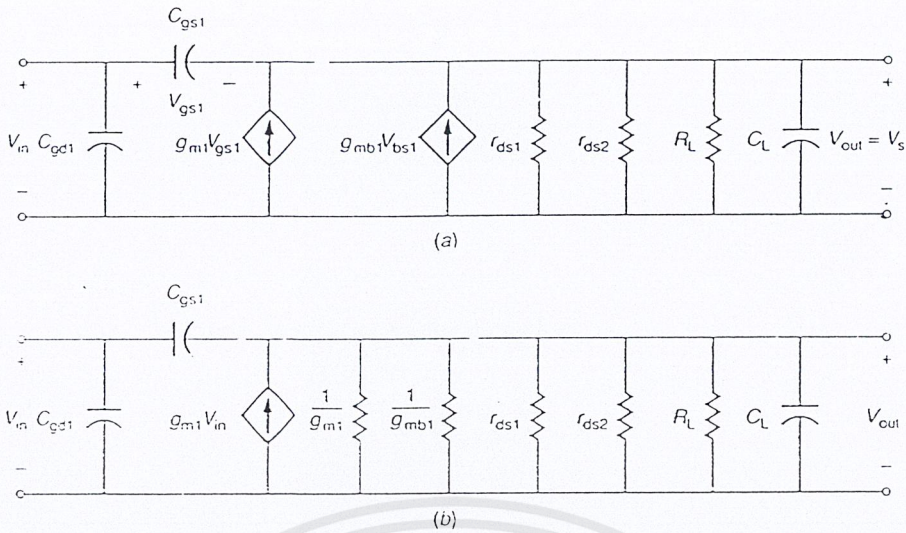 C_gs1
+ + − +
V_gs1
V_in C_gd1 g_m1V_gs1 g_mb1V_bs1 r_ds1 r_ds2 R_L C_L V_out = V_s
− −
(a)
C_gs1
+ +
V_in C_gd1 g_m1V_in 1/g_m1 1/g_mb1 r_ds1 r_ds2 R_L C_L V_out
− −
(b)